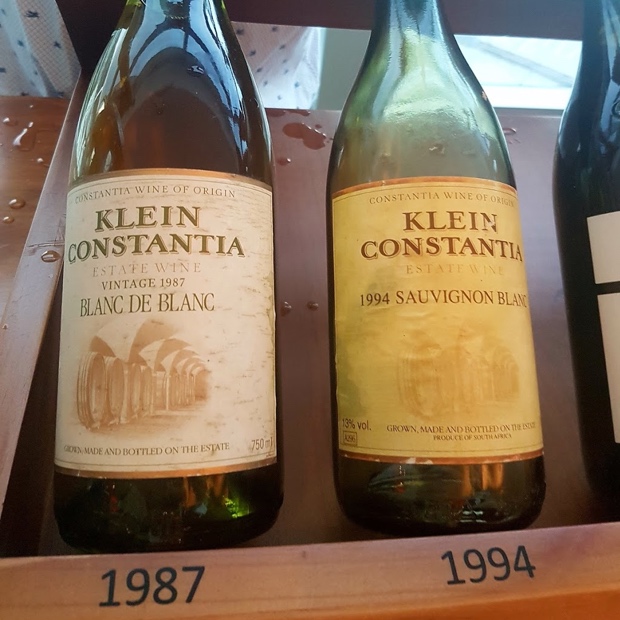 CONSTANTIA WINE OF ORIGIN
KLEIN
CONSTANTIA
ESTATE WINE
VINTAGE 1987
BLANC DE BLANC
GROWN, MADE AND BOTTLED ON THE ESTATE
750 ml
CONSTANTIA WINE OF ORIGIN
KLEIN
CONSTANTIA
ESTATE WINE
1994 SAUVIGNON BLANC
13% vol.
GROWN, MADE AND BOTTLED ON THE ESTATE
PRODUCE OF SOUTH AFRICA
1987
1994